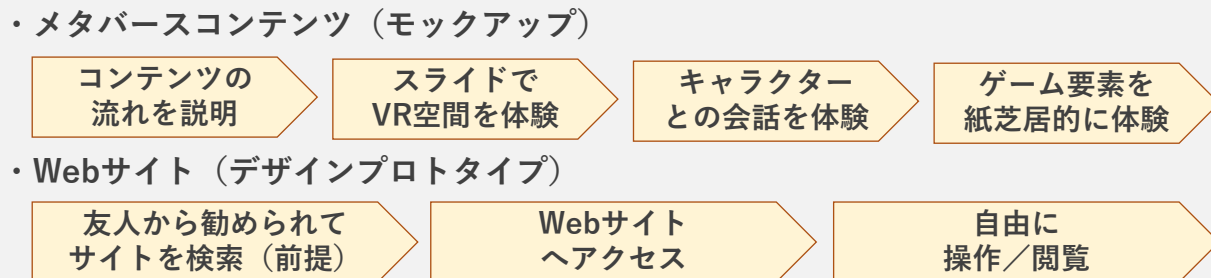 ・メタバースコンテンツ（モックアップ）
コンテンツの
流れを説明
スライドで
VR空間を体験
キャラクター
との会話を体験
ゲーム要素を
紙芝居的に体験
・Webサイト（デザインプロトタイプ）
友人から勧められて
サイトを検索（前提）
Webサイト
へアクセス
自由に
操作／閲覧